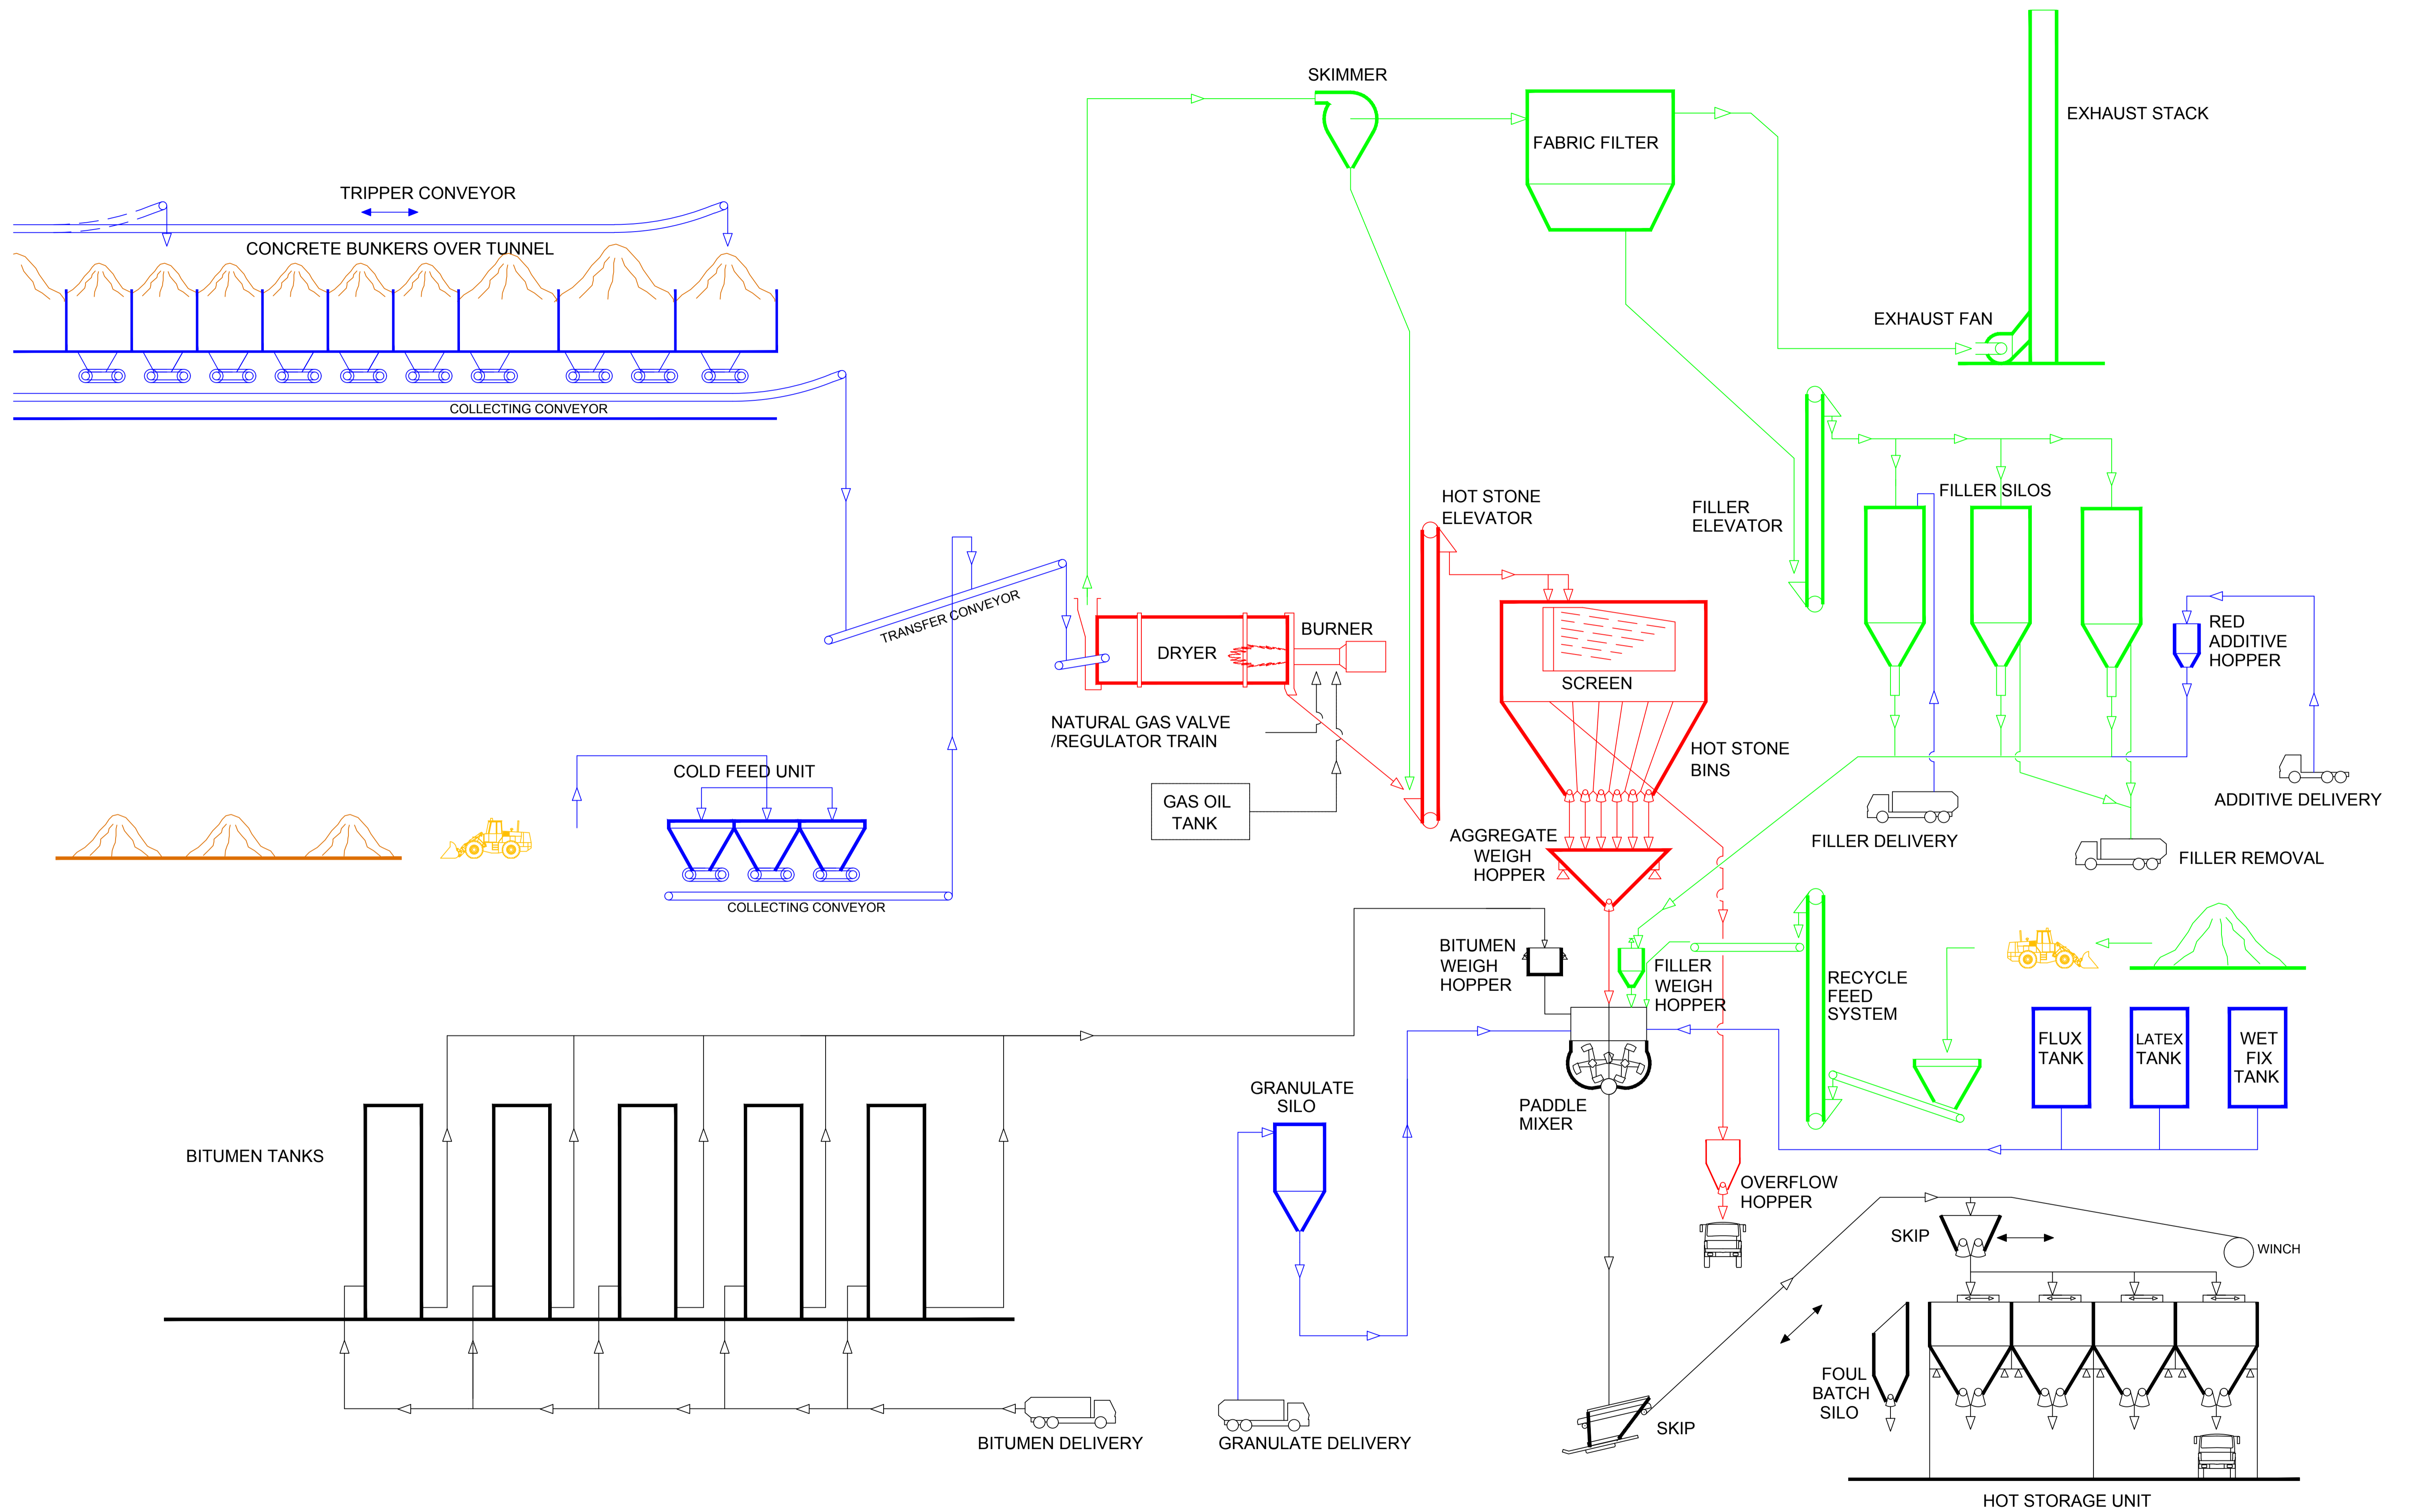 SKIMMER
EXHAUST STACK
FABRIC FILTER
TRIPPER CONVEYOR
CONCRETE BUNKERS OVER TUNNEL
EXHAUST FAN
COLLECTING CONVEYOR
HOT STONE
ELEVATOR
FILLER
ELEVATOR
FILLER SILOS
TRANSFER CONVEYOR
BURNER
DRYER
SCREEN
RED
ADDITIVE
HOPPER
NATURAL GAS VALVE
/REGULATOR TRAIN
HOT STONE
BINS
COLD FEED UNIT
GAS OIL
TANK
ADDITIVE DELIVERY
FILLER DELIVERY
FILLER REMOVAL
AGGREGATE
WEIGH
HOPPER
COLLECTING CONVEYOR
BITUMEN
WEIGH
HOPPER
FILLER
WEIGH
HOPPER
RECYCLE
FEED
SYSTEM
FLUX
TANK
LATEX
TANK
WET
FIX
TANK
GRANULATE
SILO
PADDLE
MIXER
BITUMEN TANKS
OVERFLOW
HOPPER
SKIP
WINCH
FOUL
BATCH
SILO
SKIP
BITUMEN DELIVERY
GRANULATE DELIVERY
HOT STORAGE UNIT